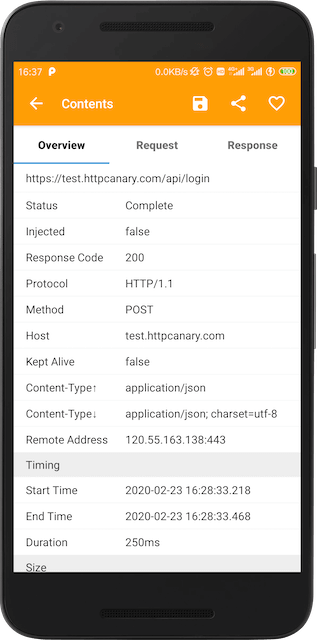 16:37 P 0.0KB/s
Contents
Overview Request Response
https://test.httpcanary.com/api/login
Status Complete
Injected false
Response Code 200
Protocol HTTP/1.1
Method POST
Host test.httpcanary.com
Kept Alive false
Content-Type↑ application/json
Content-Type↓ application/json; charset=utf-8
Remote Address 120.55.163.138:443
Timing
Start Time 2020-02-23 16:28:33.218
End Time 2020-02-23 16:28:33.468
Duration 250ms
Size